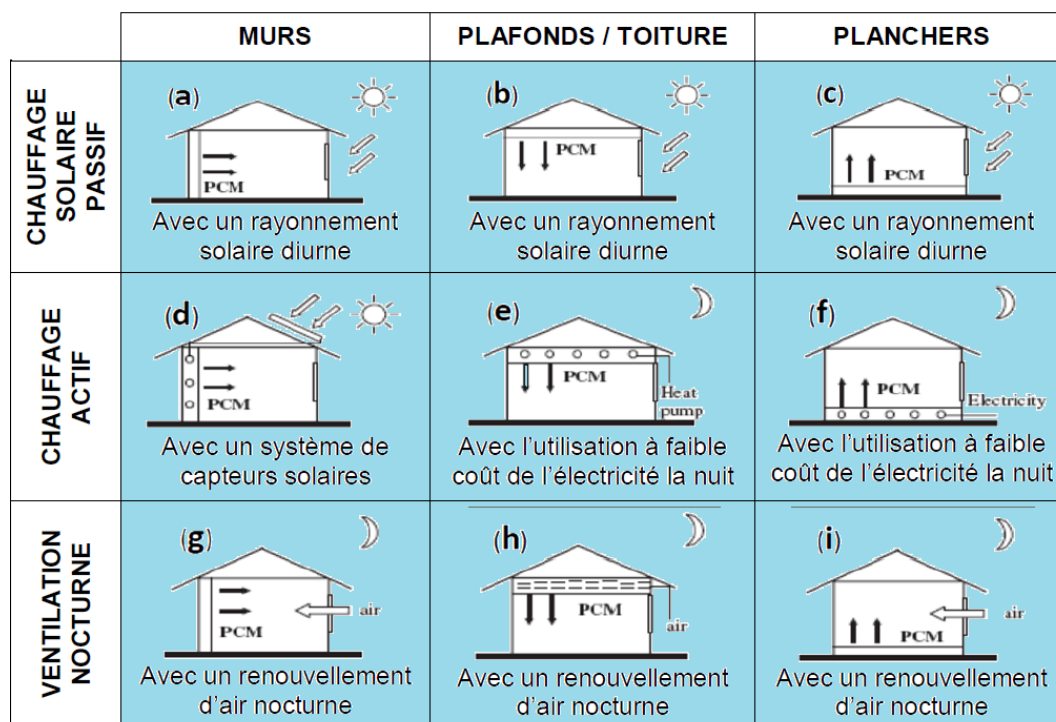 MURS
PLAFONDS / TOITURE
PLANCHERS
CHAUFFAGE
SOLAIRE
PASSIF
(a)
PCM
Avec un rayonnement
solaire diurne
(b)
PCM
Avec un rayonnement
solaire diurne
(c)
PCM
Avec un rayonnement
solaire diurne
CHAUFFAGE
ACTIF
(d)
PCM
Avec un système de
capteurs solaires
(e)
PCM
Heat
pump
Avec l'utilisation à faible
coût de l'électricité la nuit
(f)
PCM
Electricity
Avec l'utilisation à faible
coût de l'électricité la nuit
VENTILATION
NOCTURNE
(g)
air
PCM
Avec un renouvellement
d'air nocturne
(h)
PCM
air
Avec un renouvellement
d'air nocturne
(i)
air
PCM
Avec un renouvellement
d'air nocturne